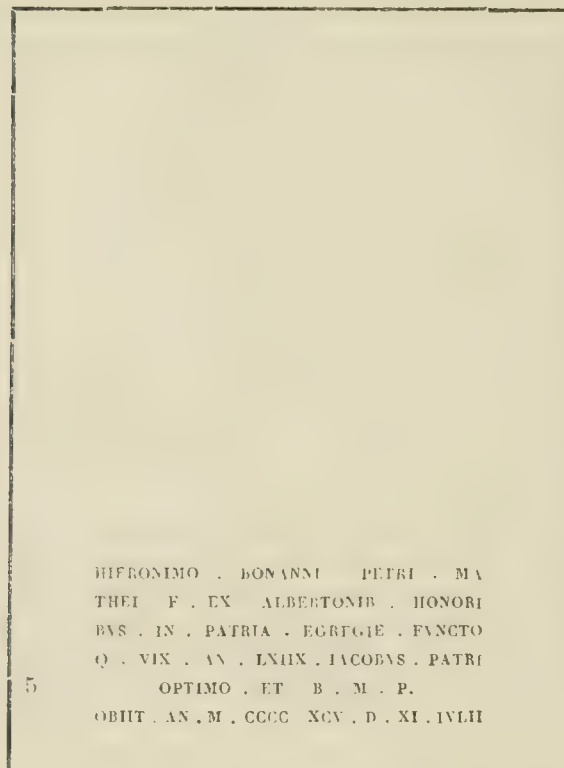 HIERONIMO . BONANNI PETRI . MA
THEI F . EX ALBERTONIB . HONORI
BVS . IN . PATRIA . EGREGIE . FVNCTO
Q . VIX . AN . LXIIX . IACOBVS . PATRI
5 OPTIMO . ET B . M . P.
OBIIT . AN . M . CCCC XCV . D . XI . IVLII